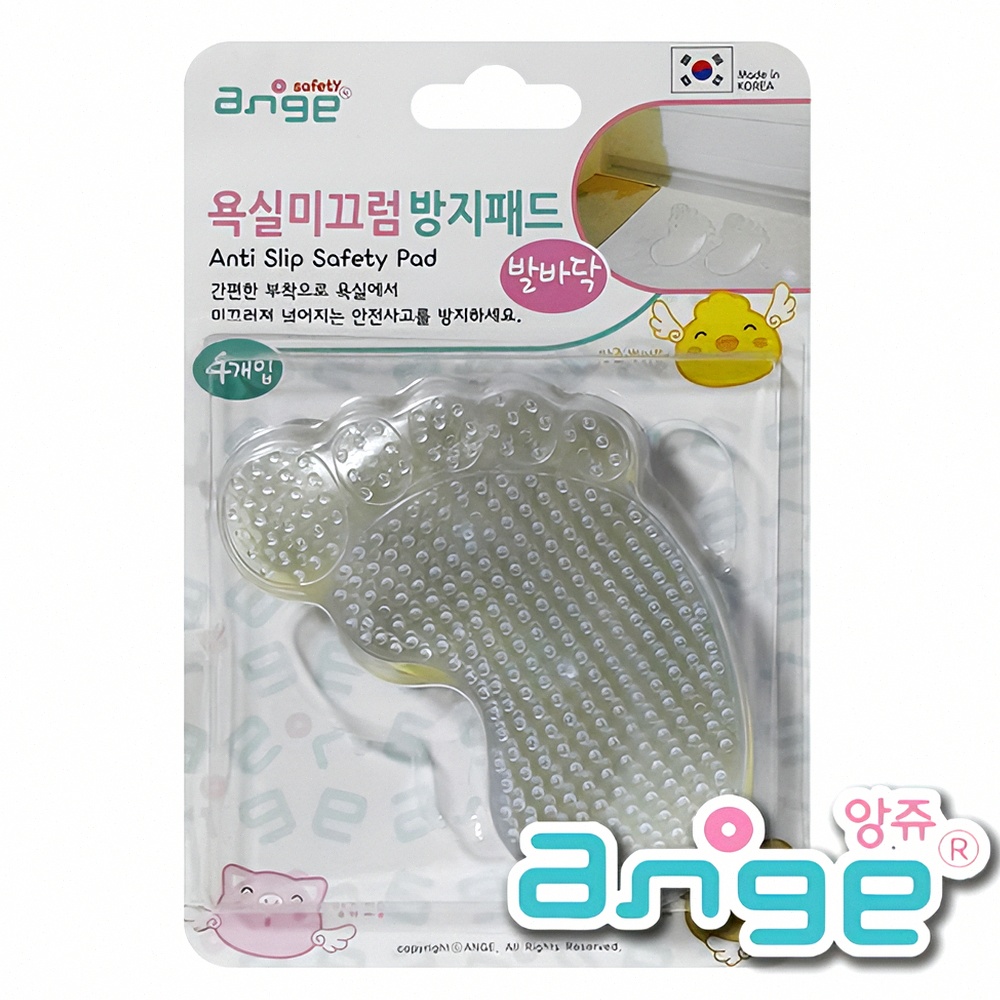 safety
ange®
Made in
KOREA
욕실미끄럼 방지패드
Anti Slip Safety Pad
발바닥
간편한 부착으로 욕실에서
미끄러져 넘어지는 안전사고를 방지하세요.
4개입
앙쥬
ange®
copyrightⓒANGE. All Rights Reserved.